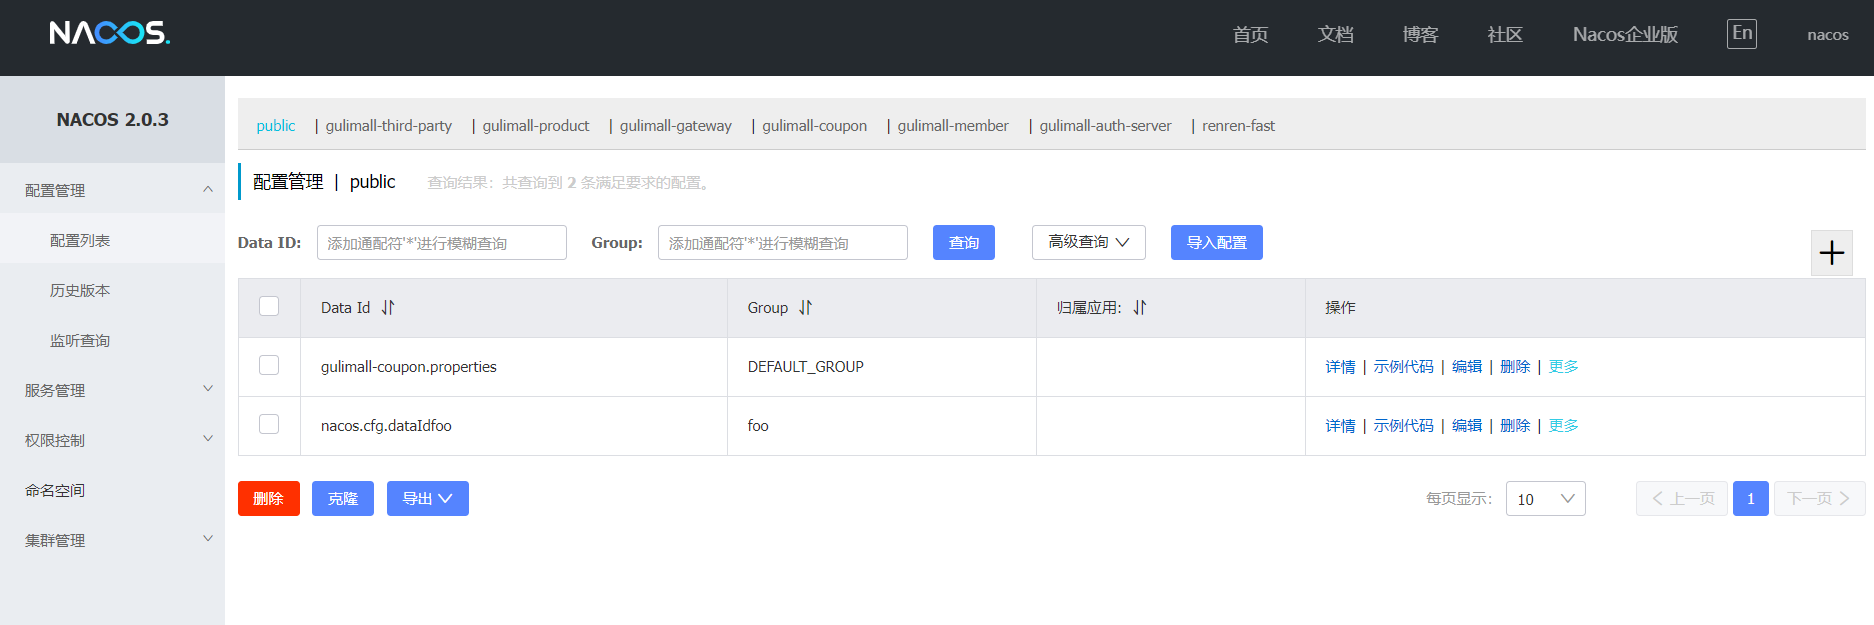 NACOS. 首页 文档 博客 社区 Nacos企业版 En nacos
NACOS 2.0.3
配置管理
配置列表
历史版本
监听查询
服务管理
权限控制
命名空间
集群管理
public | gulimall-third-party | gulimall-product | gulimall-gateway | gulimall-coupon | gulimall-member | gulimall-auth-server | renren-fast
配置管理 | public 查询结果：共查询到 2 条满足要求的配置。
Data ID: 添加通配符'*'进行模糊查询 Group: 添加通配符'*'进行模糊查询 查询 高级查询 导入配置
Data Id Group 归属应用: 操作
gulimall-coupon.properties DEFAULT_GROUP 详情 | 示例代码 | 编辑 | 删除 | 更多
nacos.cfg.dataIdfoo foo 详情 | 示例代码 | 编辑 | 删除 | 更多
删除 克隆 导出 每页显示: 10 上一页 1 下一页